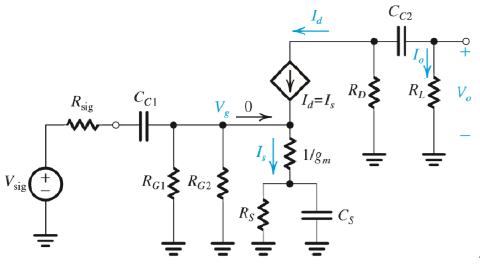 I_d
C_C2
I_o
+
R_D
R_L
V_o
−
I_d=I_s
R_sig
C_C1
V_g
0
I_s
1/g_m
V_sig
+
−
R_G1
R_G2
R_S
C_S